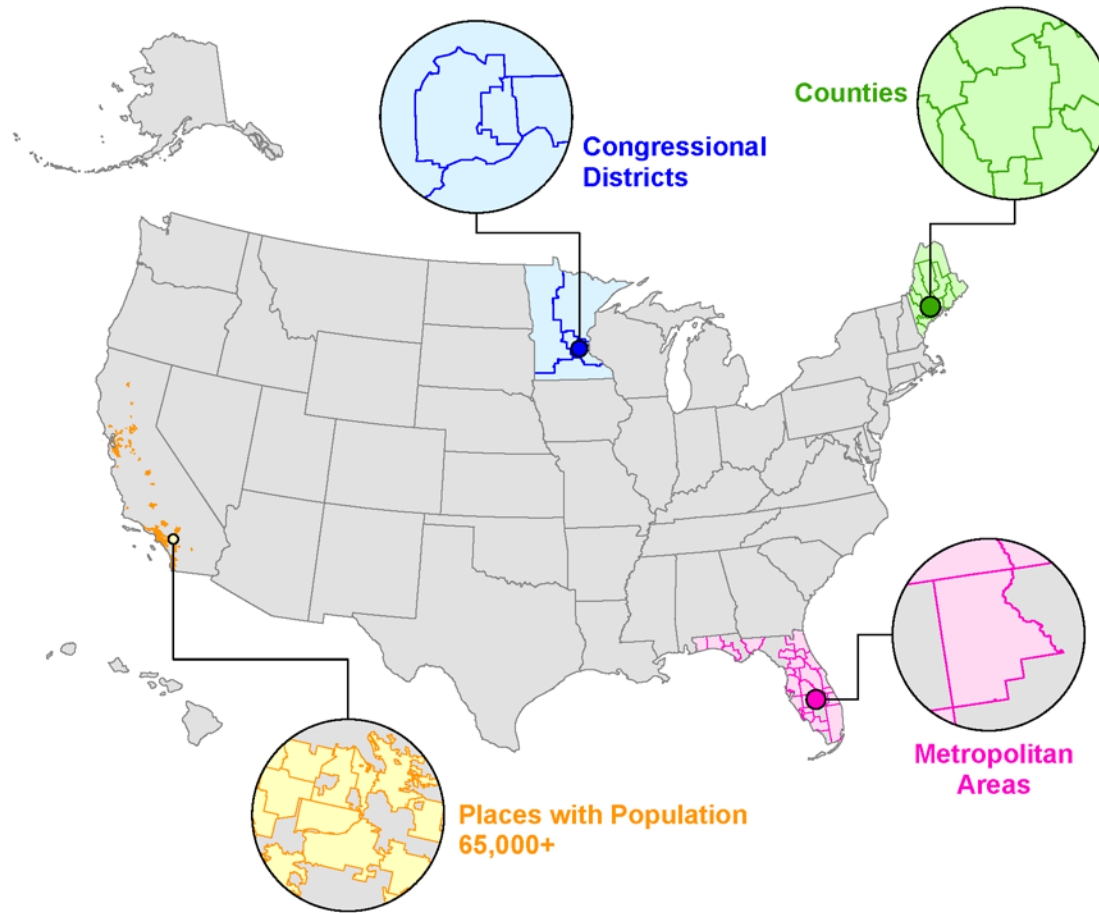 Counties
Congressional
Districts
Metropolitan
Areas
Places with Population
65,000+